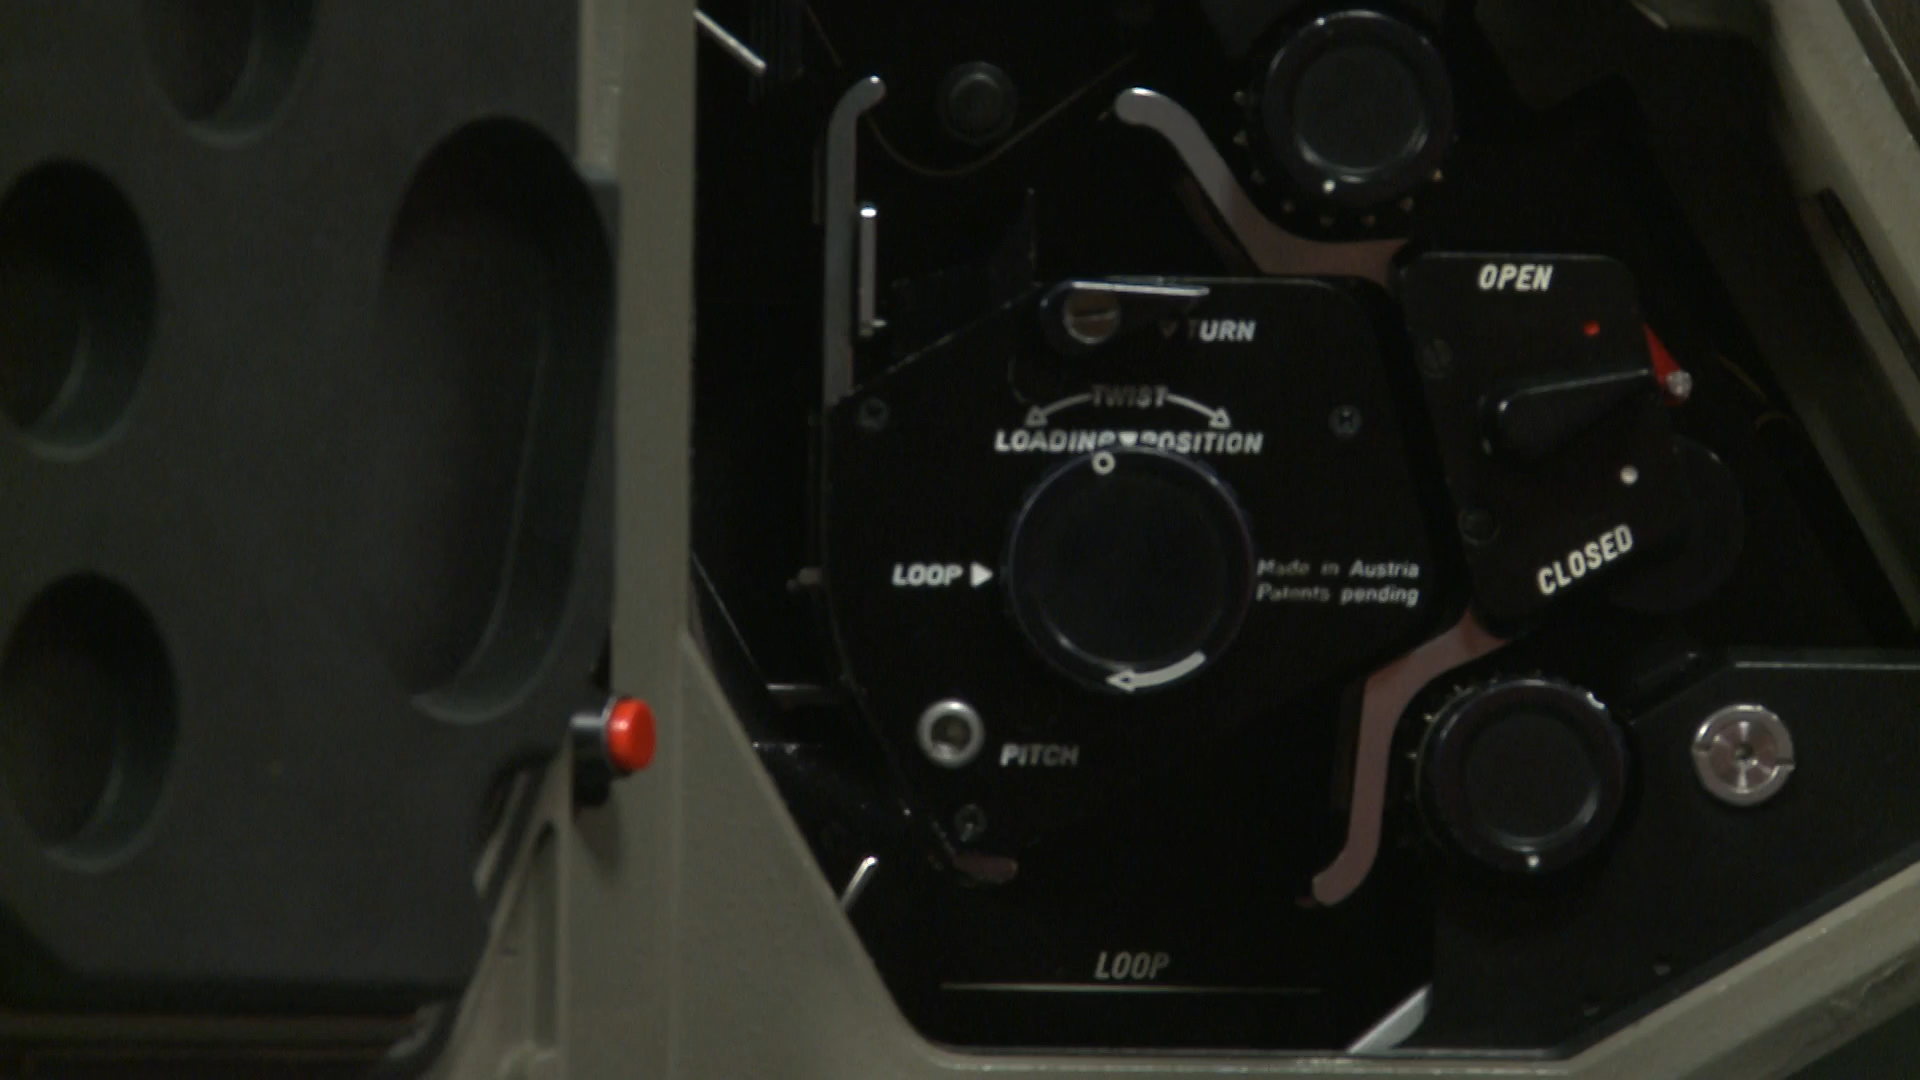 OPEN
TURN
TWIST
LOADING POSITION
LOOP
Made in Austria
Patents pending
CLOSED
PITCH
LOOP